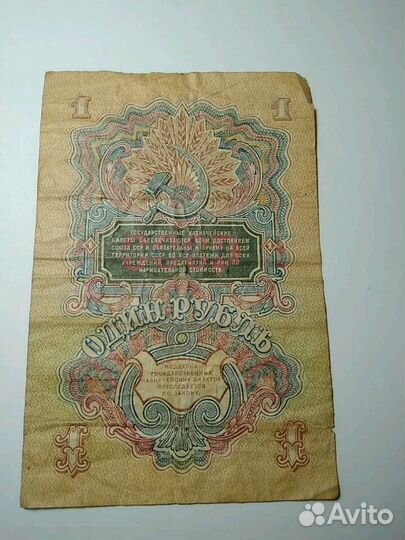 1 1
ГОСУДАРСТВЕННЫЕ КАЗНАЧЕЙСКИЕ
БИЛЕТЫ ОБЕСПЕЧИВАЮТСЯ ВСЕМ ДОСТОЯНИЕМ
СОЮЗА ССР И ОБЯЗАТЕЛЬНЫ К ПРИЕМУ НА ВСЕЙ
ТЕРРИТОРИИ СССР ВО ВСЕ ПЛАТЕЖИ ДЛЯ ВСЕХ
УЧРЕЖДЕНИЙ, ПРЕДПРИЯТИЙ И ЛИЦ ПО
НАРИЦАТЕЛЬНОЙ СТОИМОСТИ.
ОДИН РУБЛЬ
ПОДДЕЛКА
ГОСУДАРСТВЕННЫХ
КАЗНАЧЕЙСКИХ БИЛЕТОВ
ПРЕСЛЕДУЕТСЯ
ПО ЗАКОНУ.
1 1
Avito